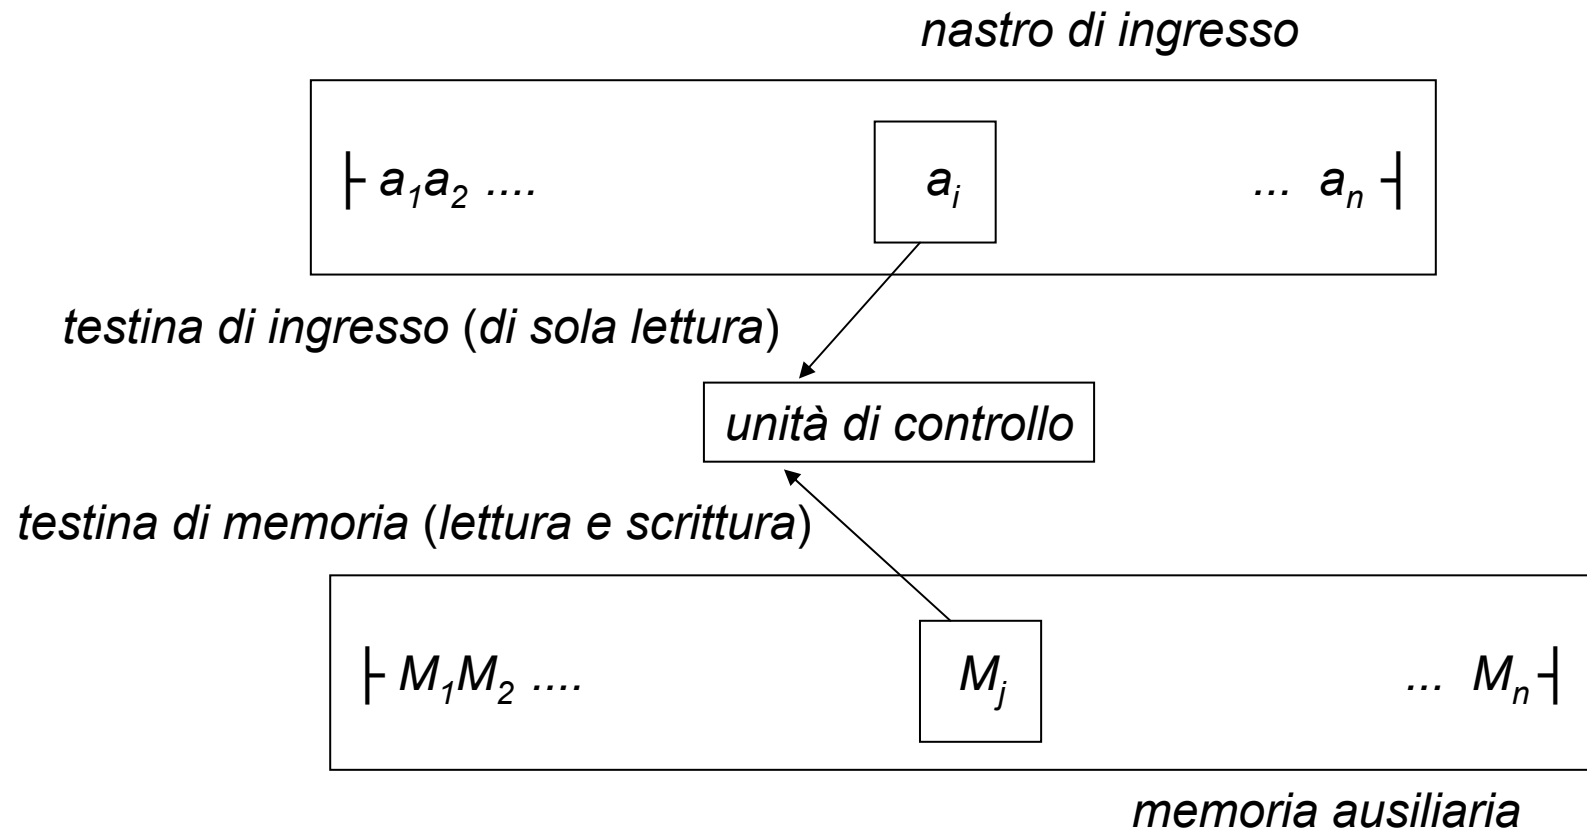 nastro di ingresso
⊢ a₁a₂ .... aᵢ ... aₙ ⊣
testina di ingresso (di sola lettura)
unità di controllo
testina di memoria (lettura e scrittura)
⊢ M₁M₂ .... Mⱼ ... Mₙ ⊣
memoria ausiliaria